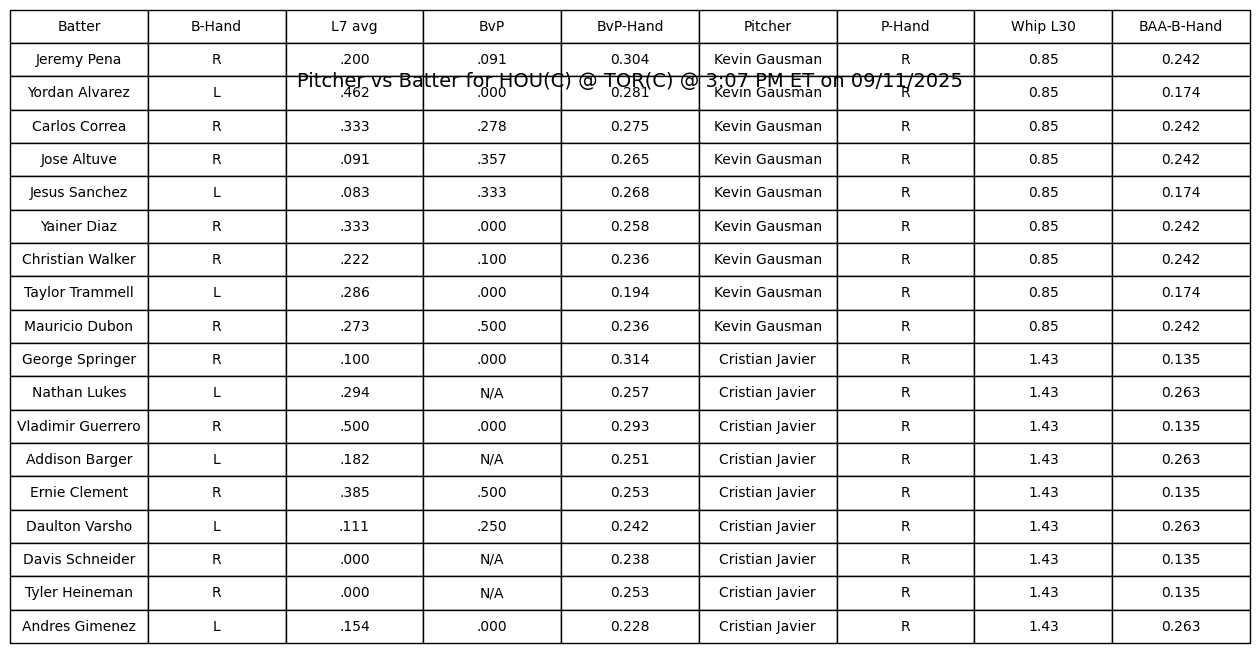 Batter B-Hand L7 avg BvP BvP-Hand Pitcher P-Hand Whip L30 BAA-B-Hand
Jeremy Pena R .200 .091 0.304 Kevin Gausman R 0.85 0.242
Pitcher vs Batter for HOU(C) @ TOR(C) @ 3:07 PM ET on 09/11/2025
Yordan Alvarez L .462 .000 0.281 Kevin Gausman R 0.85 0.174
Carlos Correa R .333 .278 0.275 Kevin Gausman R 0.85 0.242
Jose Altuve R .091 .357 0.265 Kevin Gausman R 0.85 0.242
Jesus Sanchez L .083 .333 0.268 Kevin Gausman R 0.85 0.174
Yainer Diaz R .333 .000 0.258 Kevin Gausman R 0.85 0.242
Christian Walker R .222 .100 0.236 Kevin Gausman R 0.85 0.242
Taylor Trammell L .286 .000 0.194 Kevin Gausman R 0.85 0.174
Mauricio Dubon R .273 .500 0.236 Kevin Gausman R 0.85 0.242
George Springer R .100 .000 0.314 Cristian Javier R 1.43 0.135
Nathan Lukes L .294 N/A 0.257 Cristian Javier R 1.43 0.263
Vladimir Guerrero R .500 .000 0.293 Cristian Javier R 1.43 0.135
Addison Barger L .182 N/A 0.251 Cristian Javier R 1.43 0.263
Ernie Clement R .385 .500 0.253 Cristian Javier R 1.43 0.135
Daulton Varsho L .111 .250 0.242 Cristian Javier R 1.43 0.263
Davis Schneider R .000 N/A 0.238 Cristian Javier R 1.43 0.135
Tyler Heineman R .000 N/A 0.253 Cristian Javier R 1.43 0.135
Andres Gimenez L .154 .000 0.228 Cristian Javier R 1.43 0.263